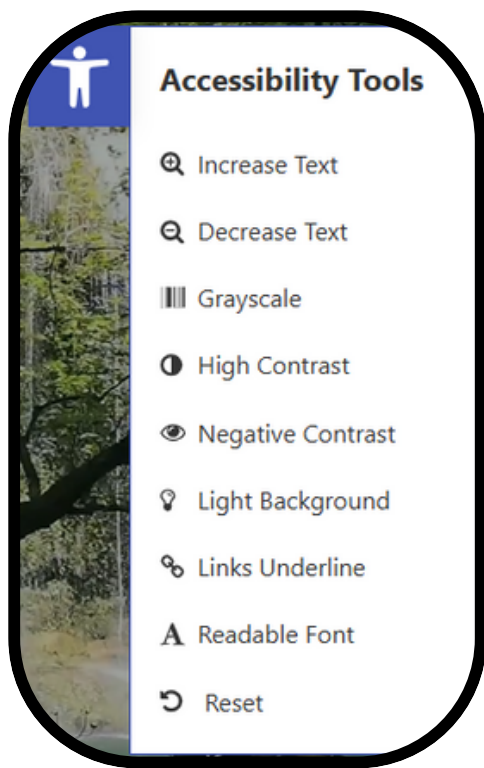 Accessibility Tools
Increase Text
Decrease Text
Grayscale
High Contrast
Negative Contrast
Light Background
Links Underline
Readable Font
Reset